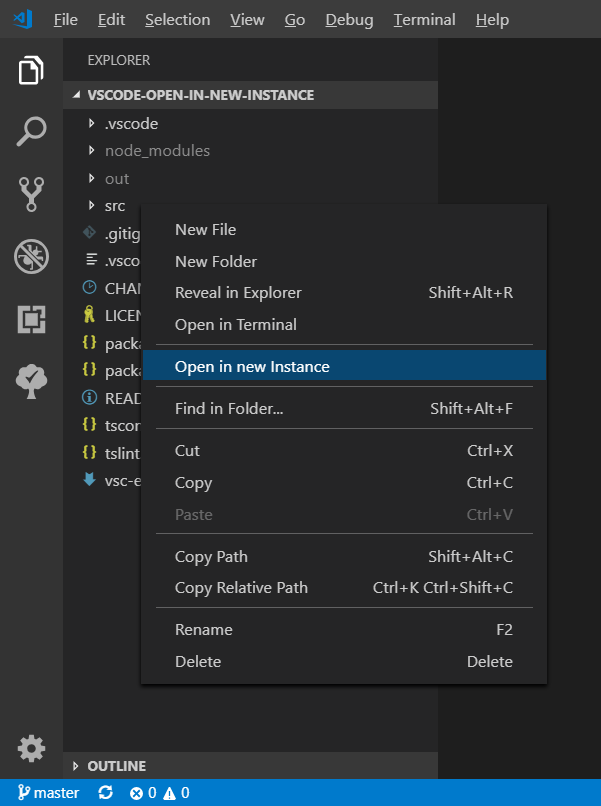 File Edit Selection View Go Debug Terminal Help
EXPLORER
VSCODE-OPEN-IN-NEW-INSTANCE
.vscode
node_modules
out
src
.gitig
.vsco
CHAN
LICEN
packa
packa
READ
tscon
tslint
vsc-e
New File
New Folder
Reveal in Explorer Shift+Alt+R
Open in Terminal
Open in new Instance
Find in Folder... Shift+Alt+F
Cut Ctrl+X
Copy Ctrl+C
Paste Ctrl+V
Copy Path Shift+Alt+C
Copy Relative Path Ctrl+K Ctrl+Shift+C
Rename F2
Delete Delete
OUTLINE
master 0 0